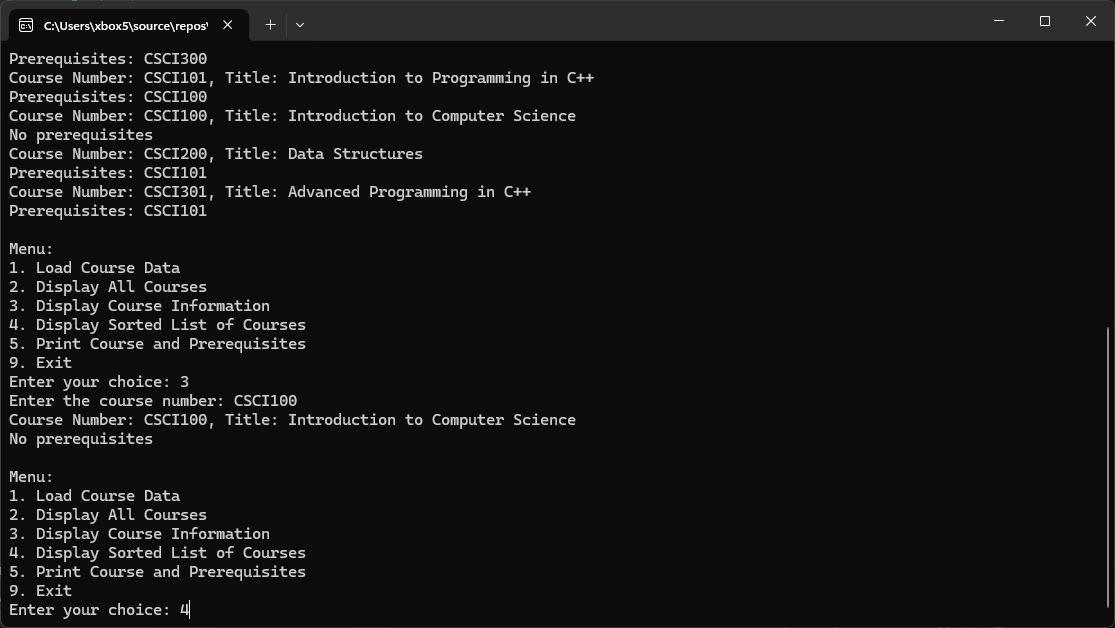 C:\Users\xbox5\source\repos\
Prerequisites: CSCI300
Course Number: CSCI101, Title: Introduction to Programming in C++
Prerequisites: CSCI100
Course Number: CSCI100, Title: Introduction to Computer Science
No prerequisites
Course Number: CSCI200, Title: Data Structures
Prerequisites: CSCI101
Course Number: CSCI301, Title: Advanced Programming in C++
Prerequisites: CSCI101
Menu:
1. Load Course Data
2. Display All Courses
3. Display Course Information
4. Display Sorted List of Courses
5. Print Course and Prerequisites
9. Exit
Enter your choice: 3
Enter the course number: CSCI100
Course Number: CSCI100, Title: Introduction to Computer Science
No prerequisites
Menu:
1. Load Course Data
2. Display All Courses
3. Display Course Information
4. Display Sorted List of Courses
5. Print Course and Prerequisites
9. Exit
Enter your choice: 4